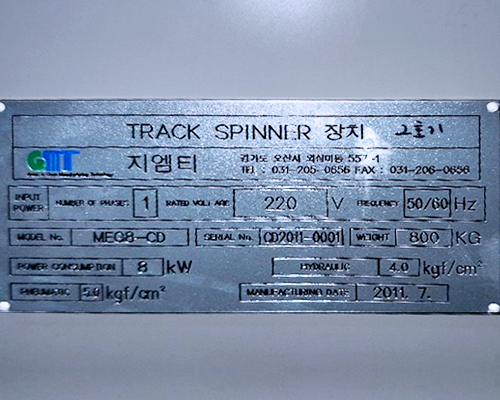 TRACK SPINNER 장치 2호기
GMT 지엠티
경기도 오산시 외삼미동 557-1
TEL : 031-205-0656 FAX : 031-206-0656
INPUT POWER NUMBER OF PHASES 1 RATED VOLTAGE 220 V FREQUENCY 50/60 Hz
MODEL No. MEG8-CD SERIAL No. CD2011-0001 WEIGHT 800 KG
POWER CONSUMPTION 8 kW HYDRAULIC 4.0 kgf/cm²
PNEUMATIC 5.0 kgf/cm² MANUFACTURING DATE 2011. 7.